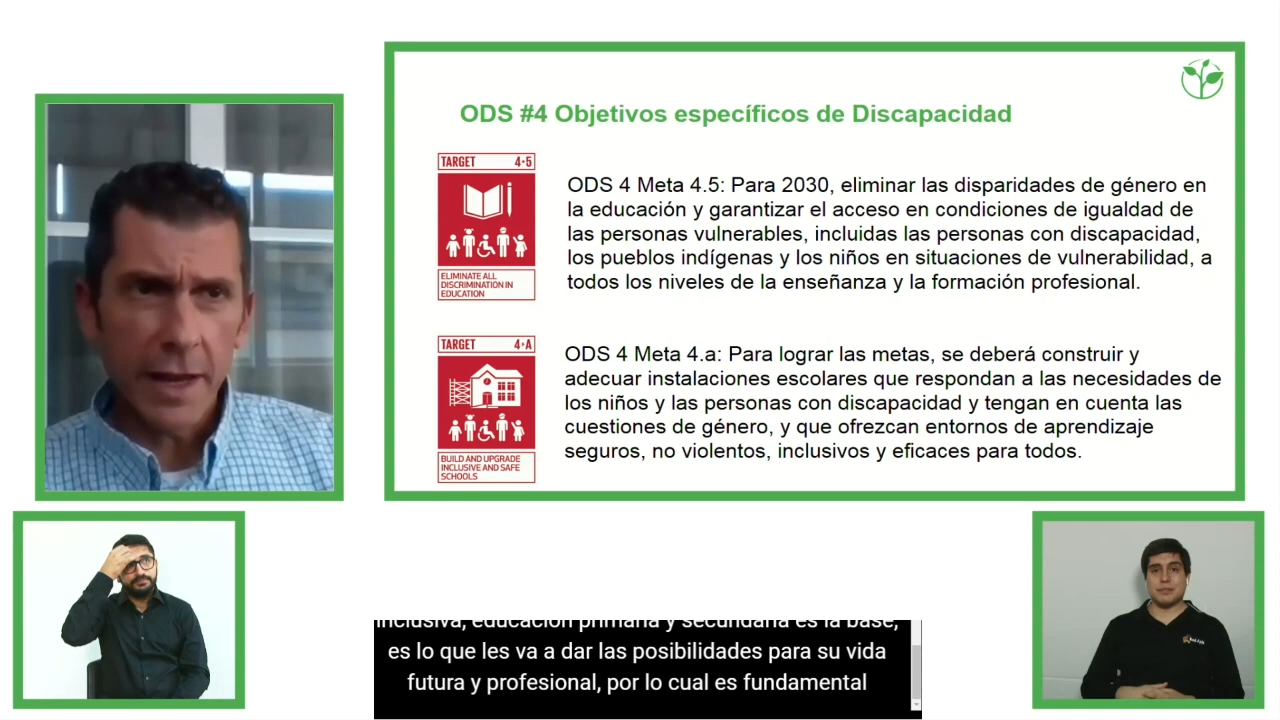 ODS #4 Objetivos específicos de Discapacidad
TARGET 4·5
ELIMINATE ALL
DISCRIMINATION IN
EDUCATION
ODS 4 Meta 4.5: Para 2030, eliminar las disparidades de género en
la educación y garantizar el acceso en condiciones de igualdad de
las personas vulnerables, incluidas las personas con discapacidad,
los pueblos indígenas y los niños en situaciones de vulnerabilidad, a
todos los niveles de la enseñanza y la formación profesional.
TARGET 4·A
BUILD AND UPGRADE
INCLUSIVE AND SAFE
SCHOOLS
ODS 4 Meta 4.a: Para lograr las metas, se deberá construir y
adecuar instalaciones escolares que respondan a las necesidades de
los niños y las personas con discapacidad y tengan en cuenta las
cuestiones de género, y que ofrezcan entornos de aprendizaje
seguros, no violentos, inclusivos y eficaces para todos.
inclusiva, educación primaria y secundaria es la base,
es lo que les va a dar las posibilidades para su vida
futura y profesional, por lo cual es fundamental